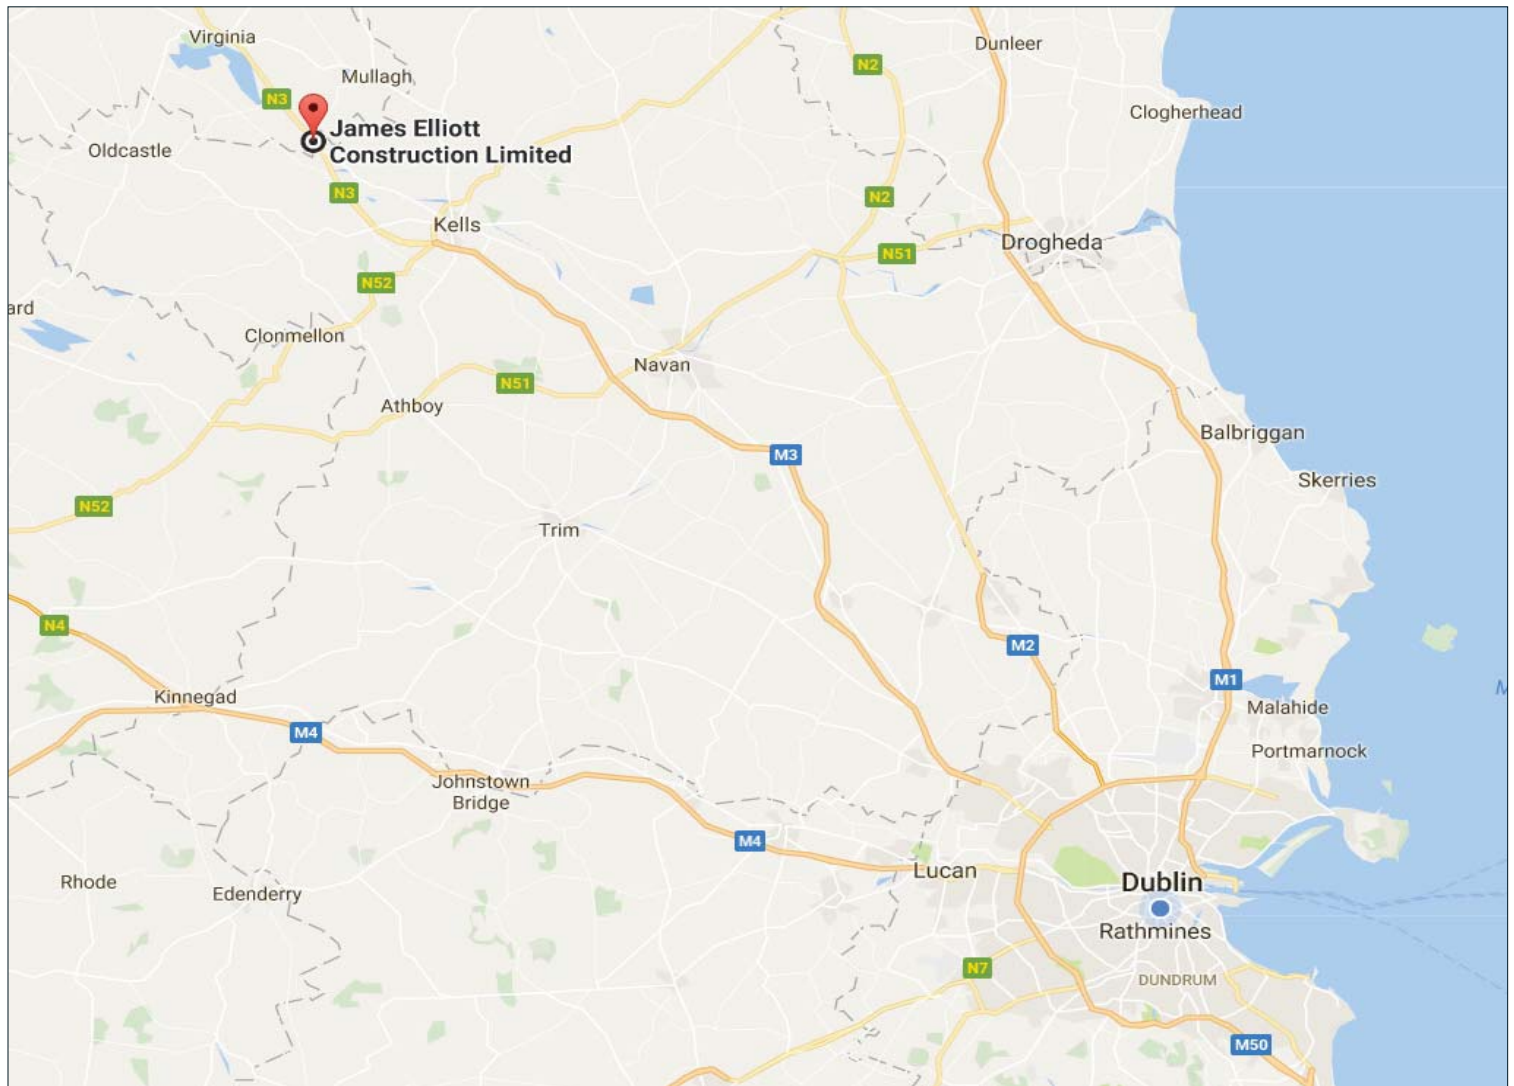 Virginia
Dunleer
N2
Mullagh
N3
Clogherhead
James Elliott
Construction Limited
Oldcastle
N3
N2
Kells
Drogheda
N51
N52
ard
Clonmellon
Navan
N51
Athboy
Balbriggan
M3
Skerries
N52
Trim
N4
M2
M1
M
Kinnegad
Malahide
M4
Portmarnock
Johnstown
Bridge
M4
Lucan
Rhode
Dublin
Edenderry
Rathmines
N7
DUNDRUM
M50